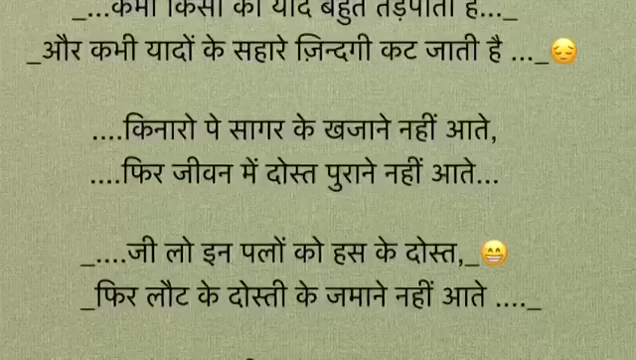 _...कभी किसी की याद बहुत तड़पाती है..._
_और कभी यादों के सहारे ज़िन्दगी कट जाती है ..._😔
....किनारो पे सागर के खजाने नहीं आते,
....फिर जीवन में दोस्त पुराने नहीं आते...
_....जी लो इन पलों को हस के दोस्त,_😁
_फिर लौट के दोस्ती के जमाने नहीं आते ...._